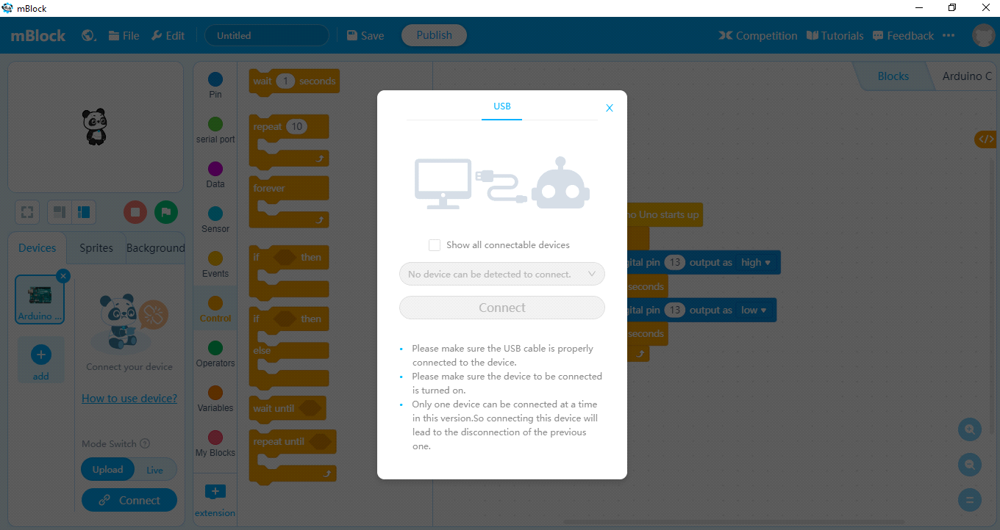 mBlock
mBlock
File
Edit
Untitled
Save
Publish
Competition
Tutorials
Feedback
Pin
serial port
Data
Sensor
Events
Control
Operators
Variables
My Blocks
extension
wait 1 seconds
repeat 10
forever
if then
if then
else
wait until
repeat until
Blocks
Arduino C
Uno starts up
pin 13 output as high
seconds
pin 13 output as low
seconds
Devices
Sprites
Background
Arduino ...
add
Connect your device
How to use device?
Mode Switch ?
Upload
Live
Connect
USB
Show all connectable devices
No device can be detected to connect.
Connect
• Please make sure the USB cable is properly
connected to the device.
• Please make sure the device to be connected
is turned on.
• Only one device can be connected at a time
in this version.So connecting this device will
lead to the disconnection of the previous
one.